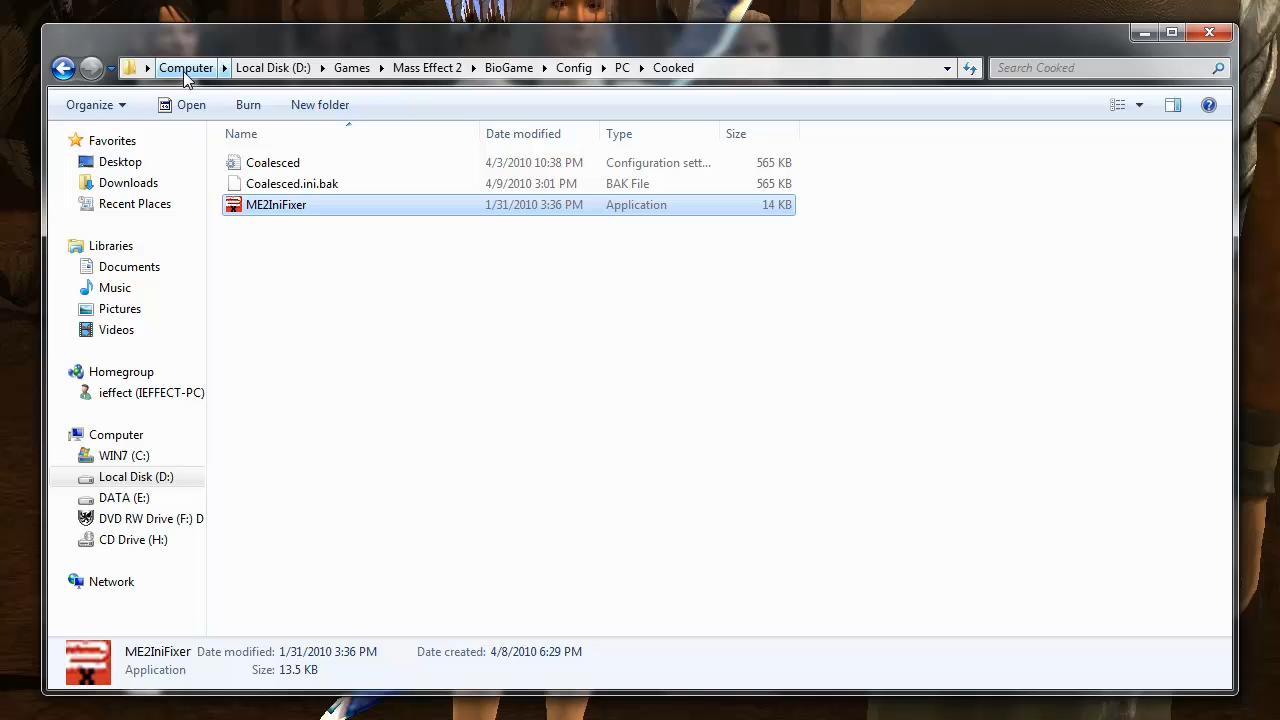 Computer Local Disk (D:) Games Mass Effect 2 BioGame Config PC Cooked Search Cooked
Organize Open Burn New folder
Favorites
Desktop
Downloads
Recent Places
Libraries
Documents
Music
Pictures
Videos
Homegroup
ieffect (IEFFECT-PC)
Computer
WIN7 (C:)
Local Disk (D:)
DATA (E:)
DVD RW Drive (F:) D
CD Drive (H:)
Network
Name Date modified Type Size
Coalesced 4/3/2010 10:38 PM Configuration sett... 565 KB
Coalesced.ini.bak 4/9/2010 3:01 PM BAK File 565 KB
ME2IniFixer 1/31/2010 3:36 PM Application 14 KB
ME2IniFixer Date modified: 1/31/2010 3:36 PM Date created: 4/8/2010 6:29 PM
Application Size: 13.5 KB